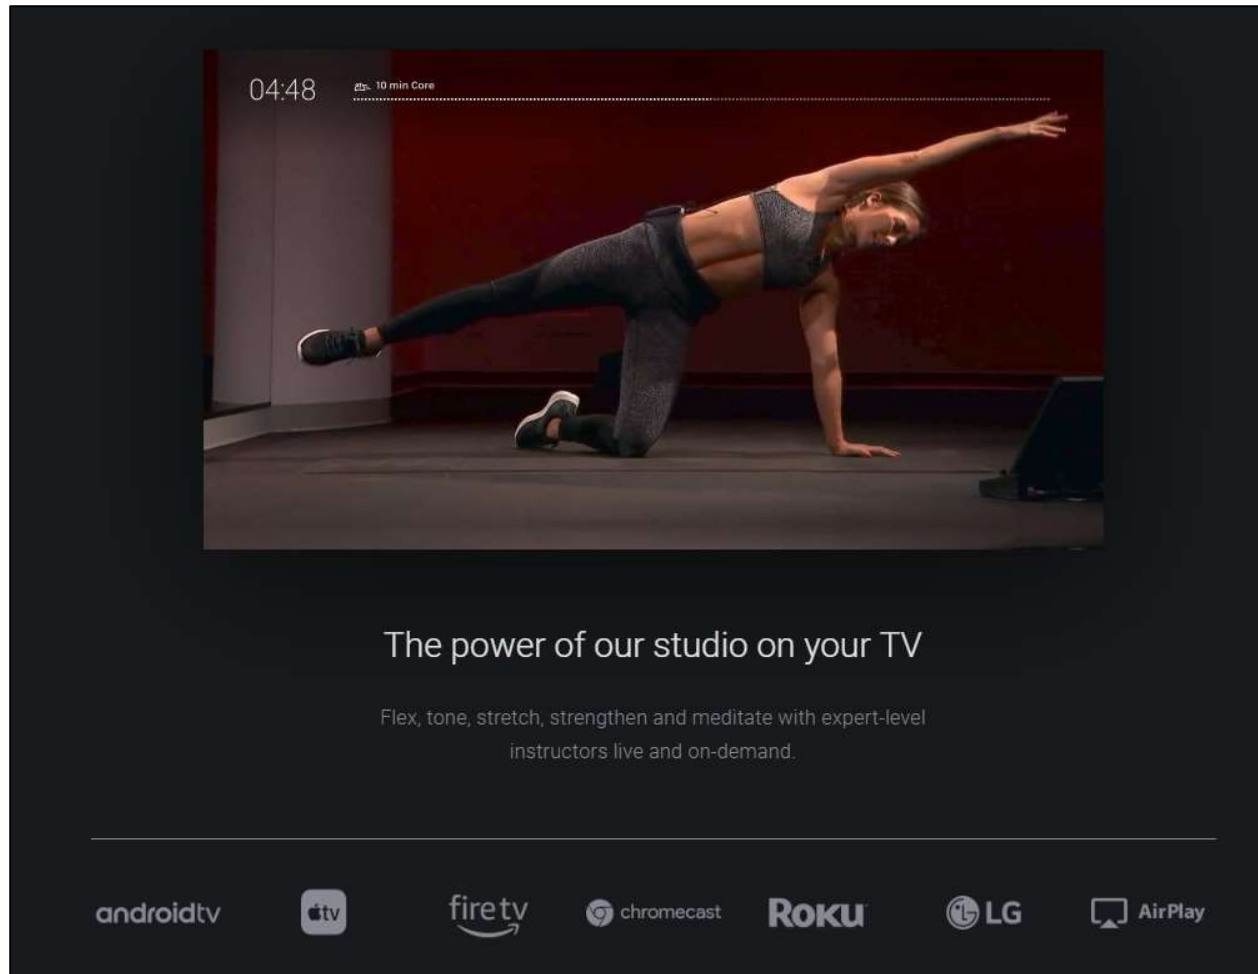 04:48
10 min Core
The power of our studio on your TV
Flex, tone, stretch, strengthen and meditate with expert-level
instructors live and on-demand.
androidtv
tv
firetv
chromecast
ROKU
LG
AirPlay